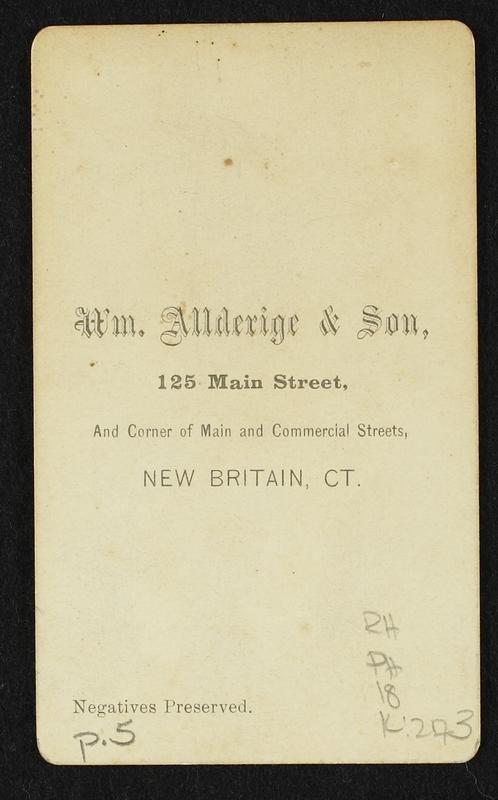 Wm. Allderige & Son,
125 Main Street,
And Corner of Main and Commercial Streets,
NEW BRITAIN, CT.
RH
PH
18
Negatives Preserved.
K:273
p.5